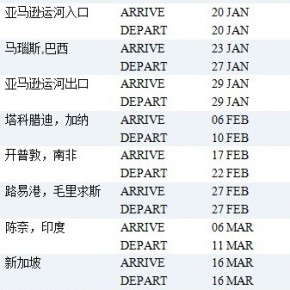 亚马逊运河入口 ARRIVE 20 JAN
DEPART 20 JAN
马瑙斯,巴西 ARRIVE 23 JAN
DEPART 27 JAN
亚马逊运河出口 ARRIVE 29 JAN
DEPART 29 JAN
塔科腊迪，加纳 ARRIVE 06 FEB
DEPART 10 FEB
开普敦，南非 ARRIVE 17 FEB
DEPART 22 FEB
路易港，毛里求斯 ARRIVE 27 FEB
DEPART 27 FEB
陈奈，印度 ARRIVE 06 MAR
DEPART 11 MAR
新加坡 ARRIVE 16 MAR
DEPART 16 MAR